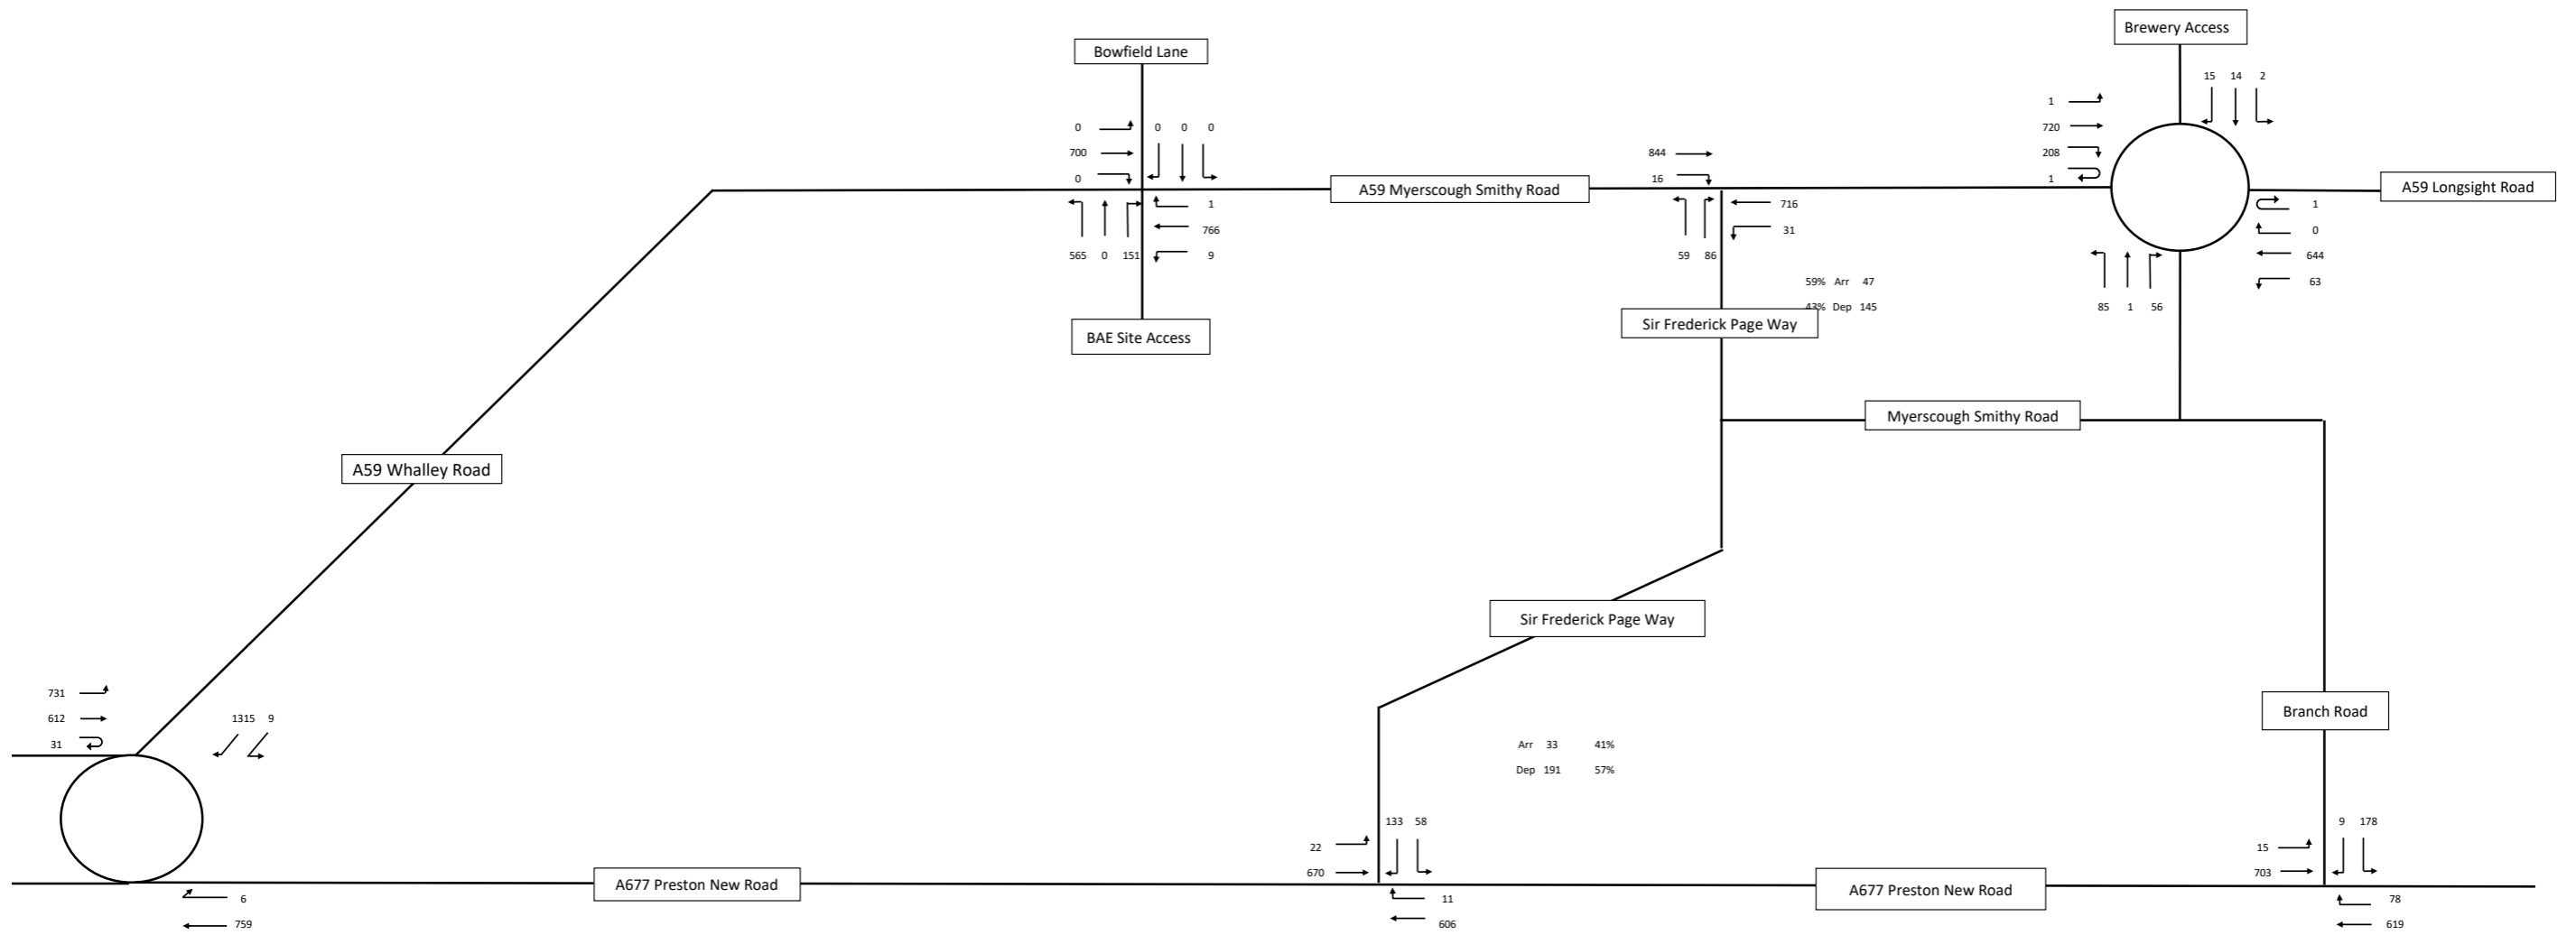 Brewery Access
Bowfield Lane
15 14 2
1
720
208
1
0 0 0 0
700
0
844
16
A59 Myerscough Smithy Road
A59 Longsight Road
1
766
9
565 0 151
716
31
59 86
1
0
644
63
85 1 56
59% Arr 47
43% Dep 145
Sir Frederick Page Way
BAE Site Access
Myerscough Smithy Road
A59 Whalley Road
Sir Frederick Page Way
731
612
31
1315 9
Branch Road
Arr 33 41%
Dep 191 57%
133 58
22
670
9 178
15
703
A677 Preston New Road
A677 Preston New Road
6
759
11
606
78
619